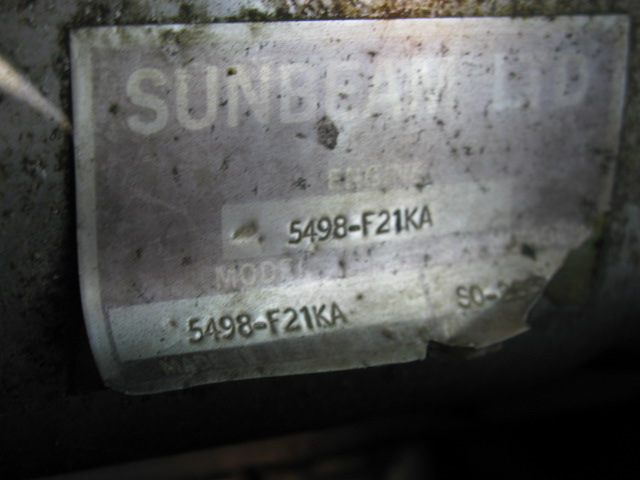 SUNBEAM LTD
ENGINE
5498-F21KA
MODEL
5498-F21KA